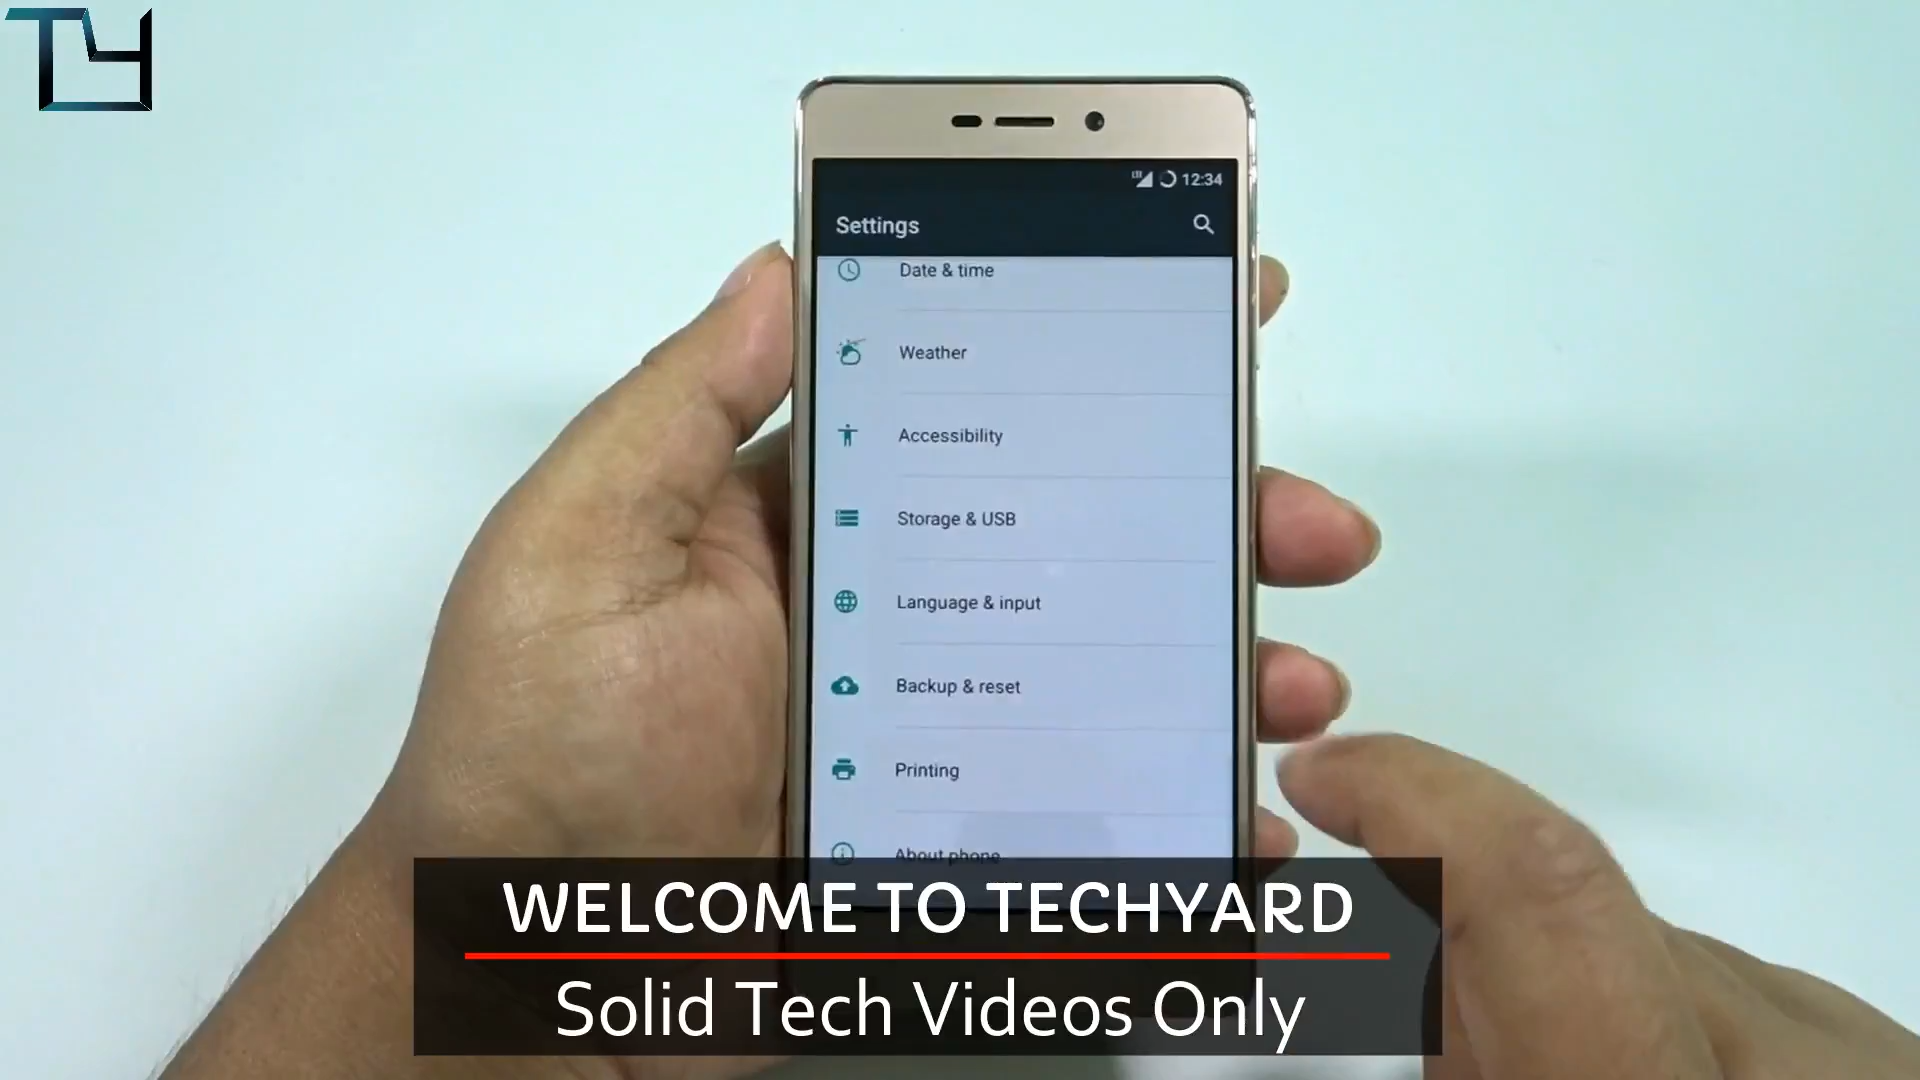 TY
12:34
Settings
Date & time
Weather
Accessibility
Storage & USB
Language & input
Backup & reset
Printing
About phone
WELCOME TO TECHYARD
Solid Tech Videos Only